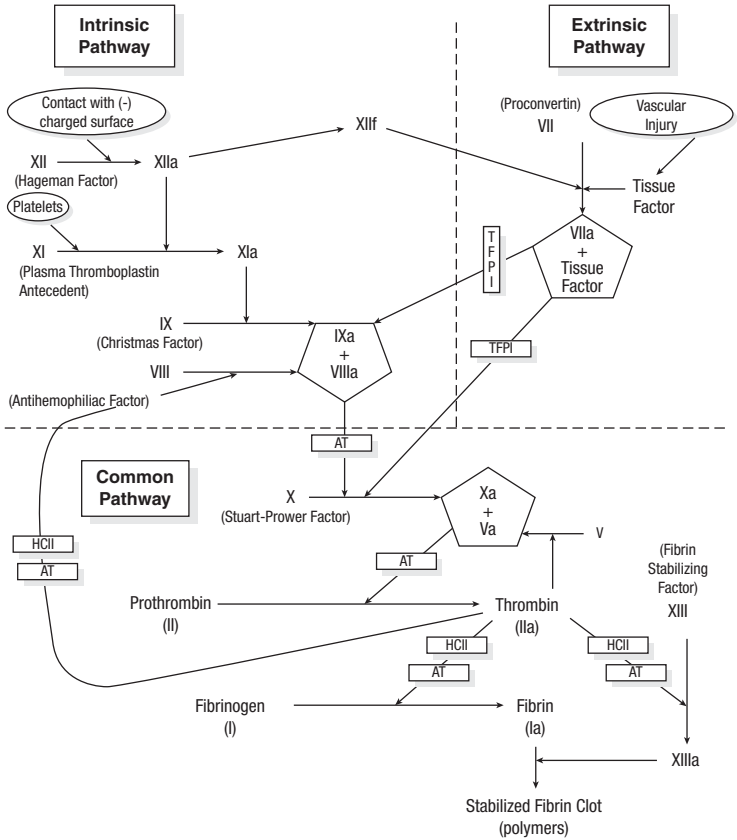 Intrinsic
Pathway
Extrinsic
Pathway
Contact with (-)
charged surface
XII
(Hageman Factor)
XIIa
XIIf
(Proconvertin)
VII
Vascular
Injury
Tissue
Factor
Platelets
XI
(Plasma Thromboplastin
Antecedent)
XIa
T
F
P
I
VIIa
+
Tissue
Factor
IX
(Christmas Factor)
IXa
+
VIIIa
TFPI
VIII
(Antihemophiliac Factor)
AT
Common
Pathway
X
(Stuart-Prower Factor)
Xa
+
Va
V
HCII
AT
AT
(Fibrin
Stabilizing
Factor)
XIII
Prothrombin
(II)
Thrombin
(IIa)
HCII
AT
HCII
AT
Fibrinogen
(I)
Fibrin
(Ia)
XIIIa
Stabilized Fibrin Clot
(polymers)